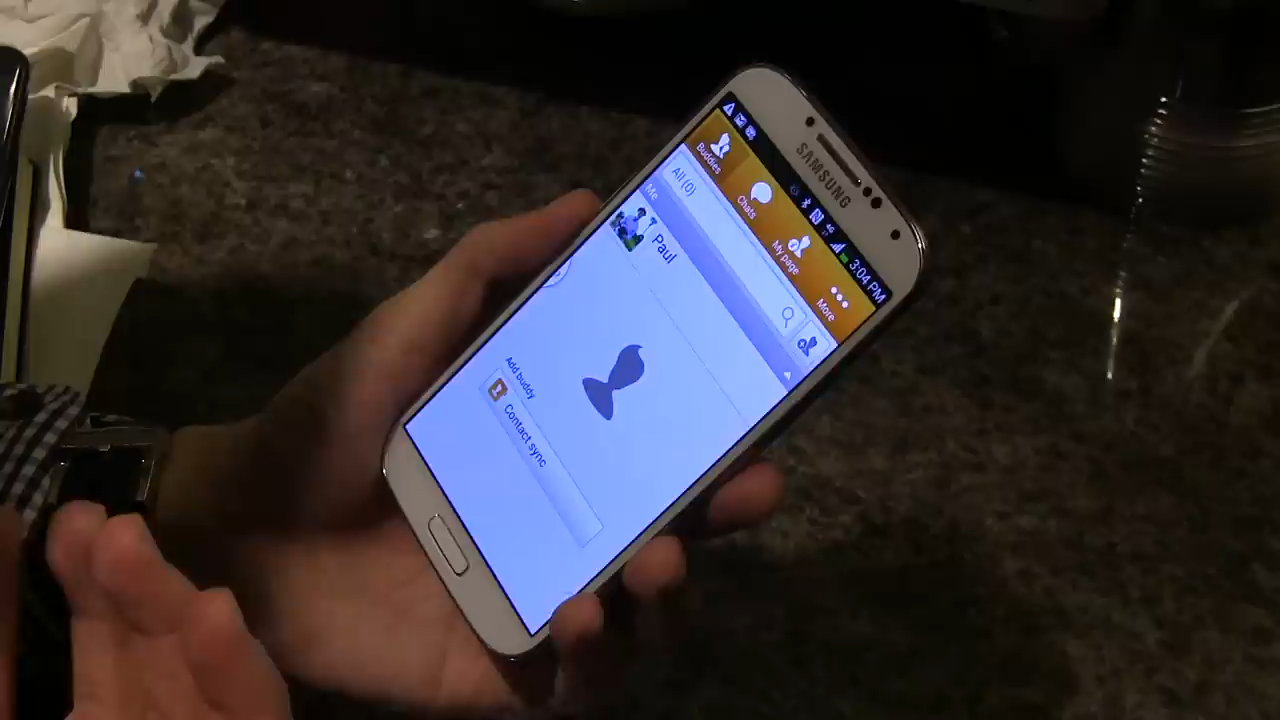 SAMSUNG
3:04 PM
Buddies
Chats
My page
More
All (0)
Me
Paul
Add buddy
Contact sync